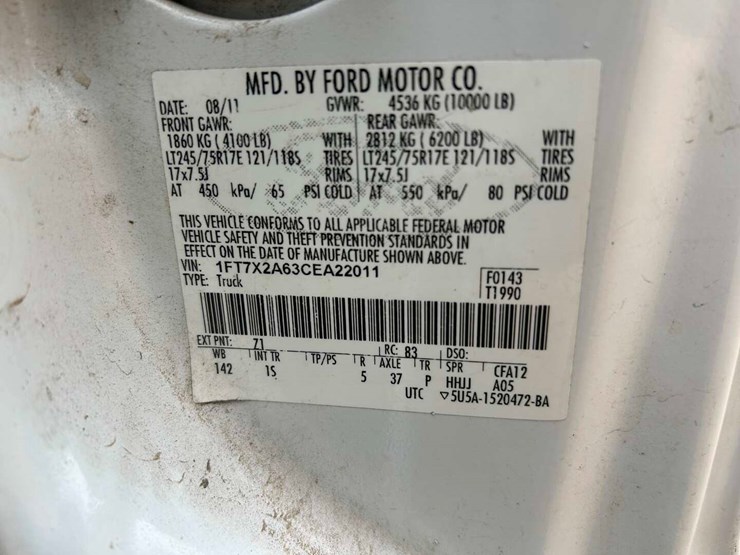 MFD. BY FORD MOTOR CO.
DATE: 08/11 GVWR: 4536 KG (10000 LB)
FRONT GAWR: REAR GAWR:
1860 KG ( 4100 LB) WITH 2812 KG ( 6200 LB) WITH
LT245/75R17E 121/118S TIRES LT245/75R17E 121/118S TIRES
17x7.5J RIMS 17x7.5J RIMS
AT 450 kPa/ 65 PSI COLD AT 550 kPa/ 80 PSI COLD
THIS VEHICLE CONFORMS TO ALL APPLICABLE FEDERAL MOTOR
VEHICLE SAFETY AND THEFT PREVENTION STANDARDS IN
EFFECT ON THE DATE OF MANUFACTURE SHOWN ABOVE.
VIN: 1FT7X2A63CEA22011 F0143
TYPE: Truck T1990
EXT PNT: 71 RC: 83 DSO:
WB INT TR TP/PS R AXLE TR SPR CFA12
142 1S 5 37 P HHJJ A05
UTC ▽5U5A-1520472-BA